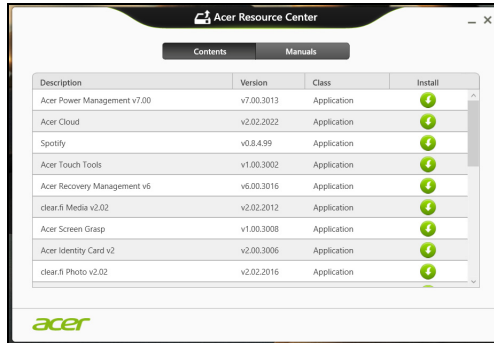 Acer Resource Center
Contents Manuals
Description Version Class Install
Acer Power Management v7.00 v7.00.3013 Application
Acer Cloud v2.02.2022 Application
Spotify v0.8.4.99 Application
Acer Touch Tools v1.00.3002 Application
Acer Recovery Management v6 v6.00.3016 Application
clear.fi Media v2.02 v2.02.2012 Application
Acer Screen Grasp v1.00.3008 Application
Acer Identity Card v2 v2.00.3006 Application
clear.fi Photo v2.02 v2.02.2016 Application
acer